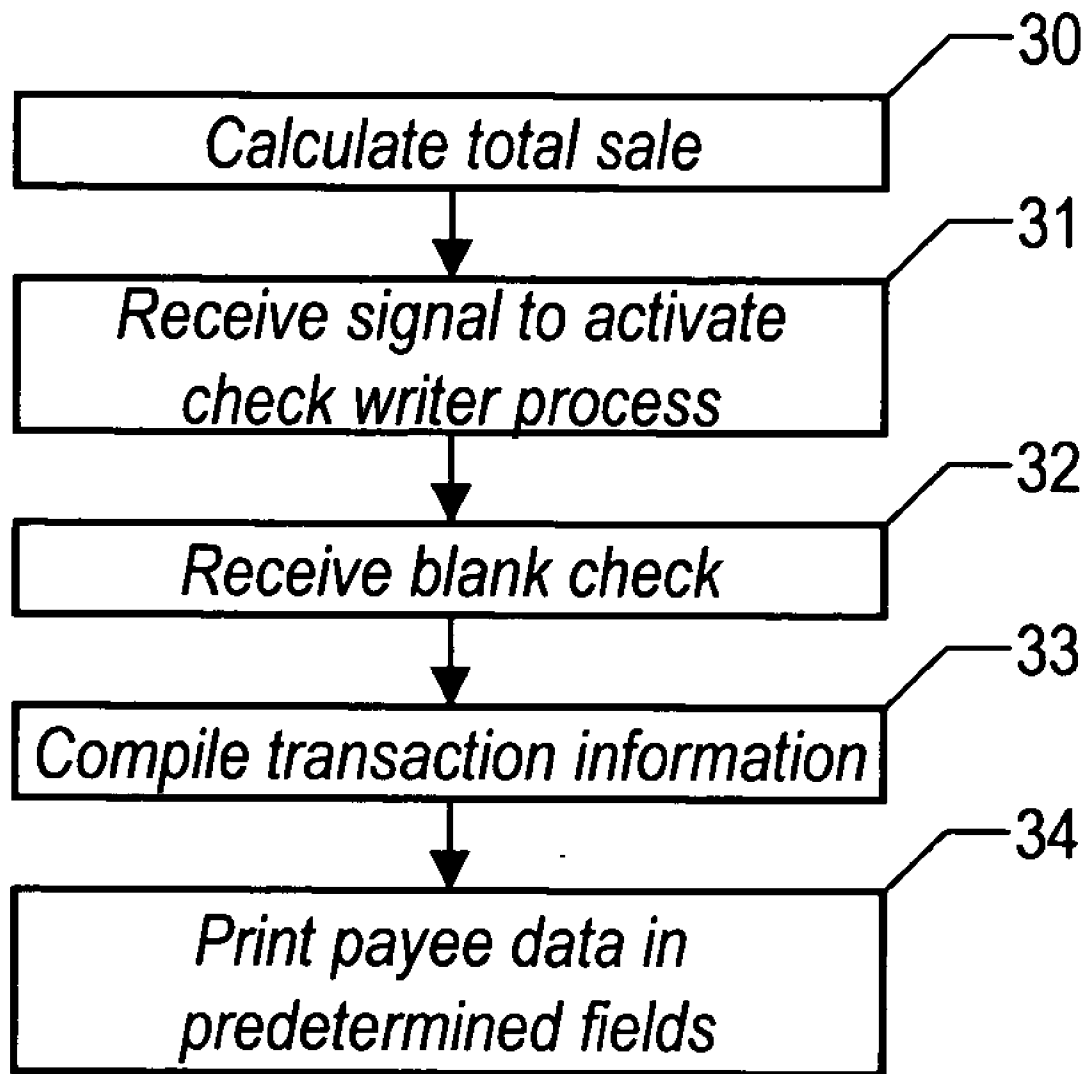 30
Calculate total sale
31
Receive signal to activate
check writer process
32
Receive blank check
33
Compile transaction information
34
Print payee data in
predetermined fields